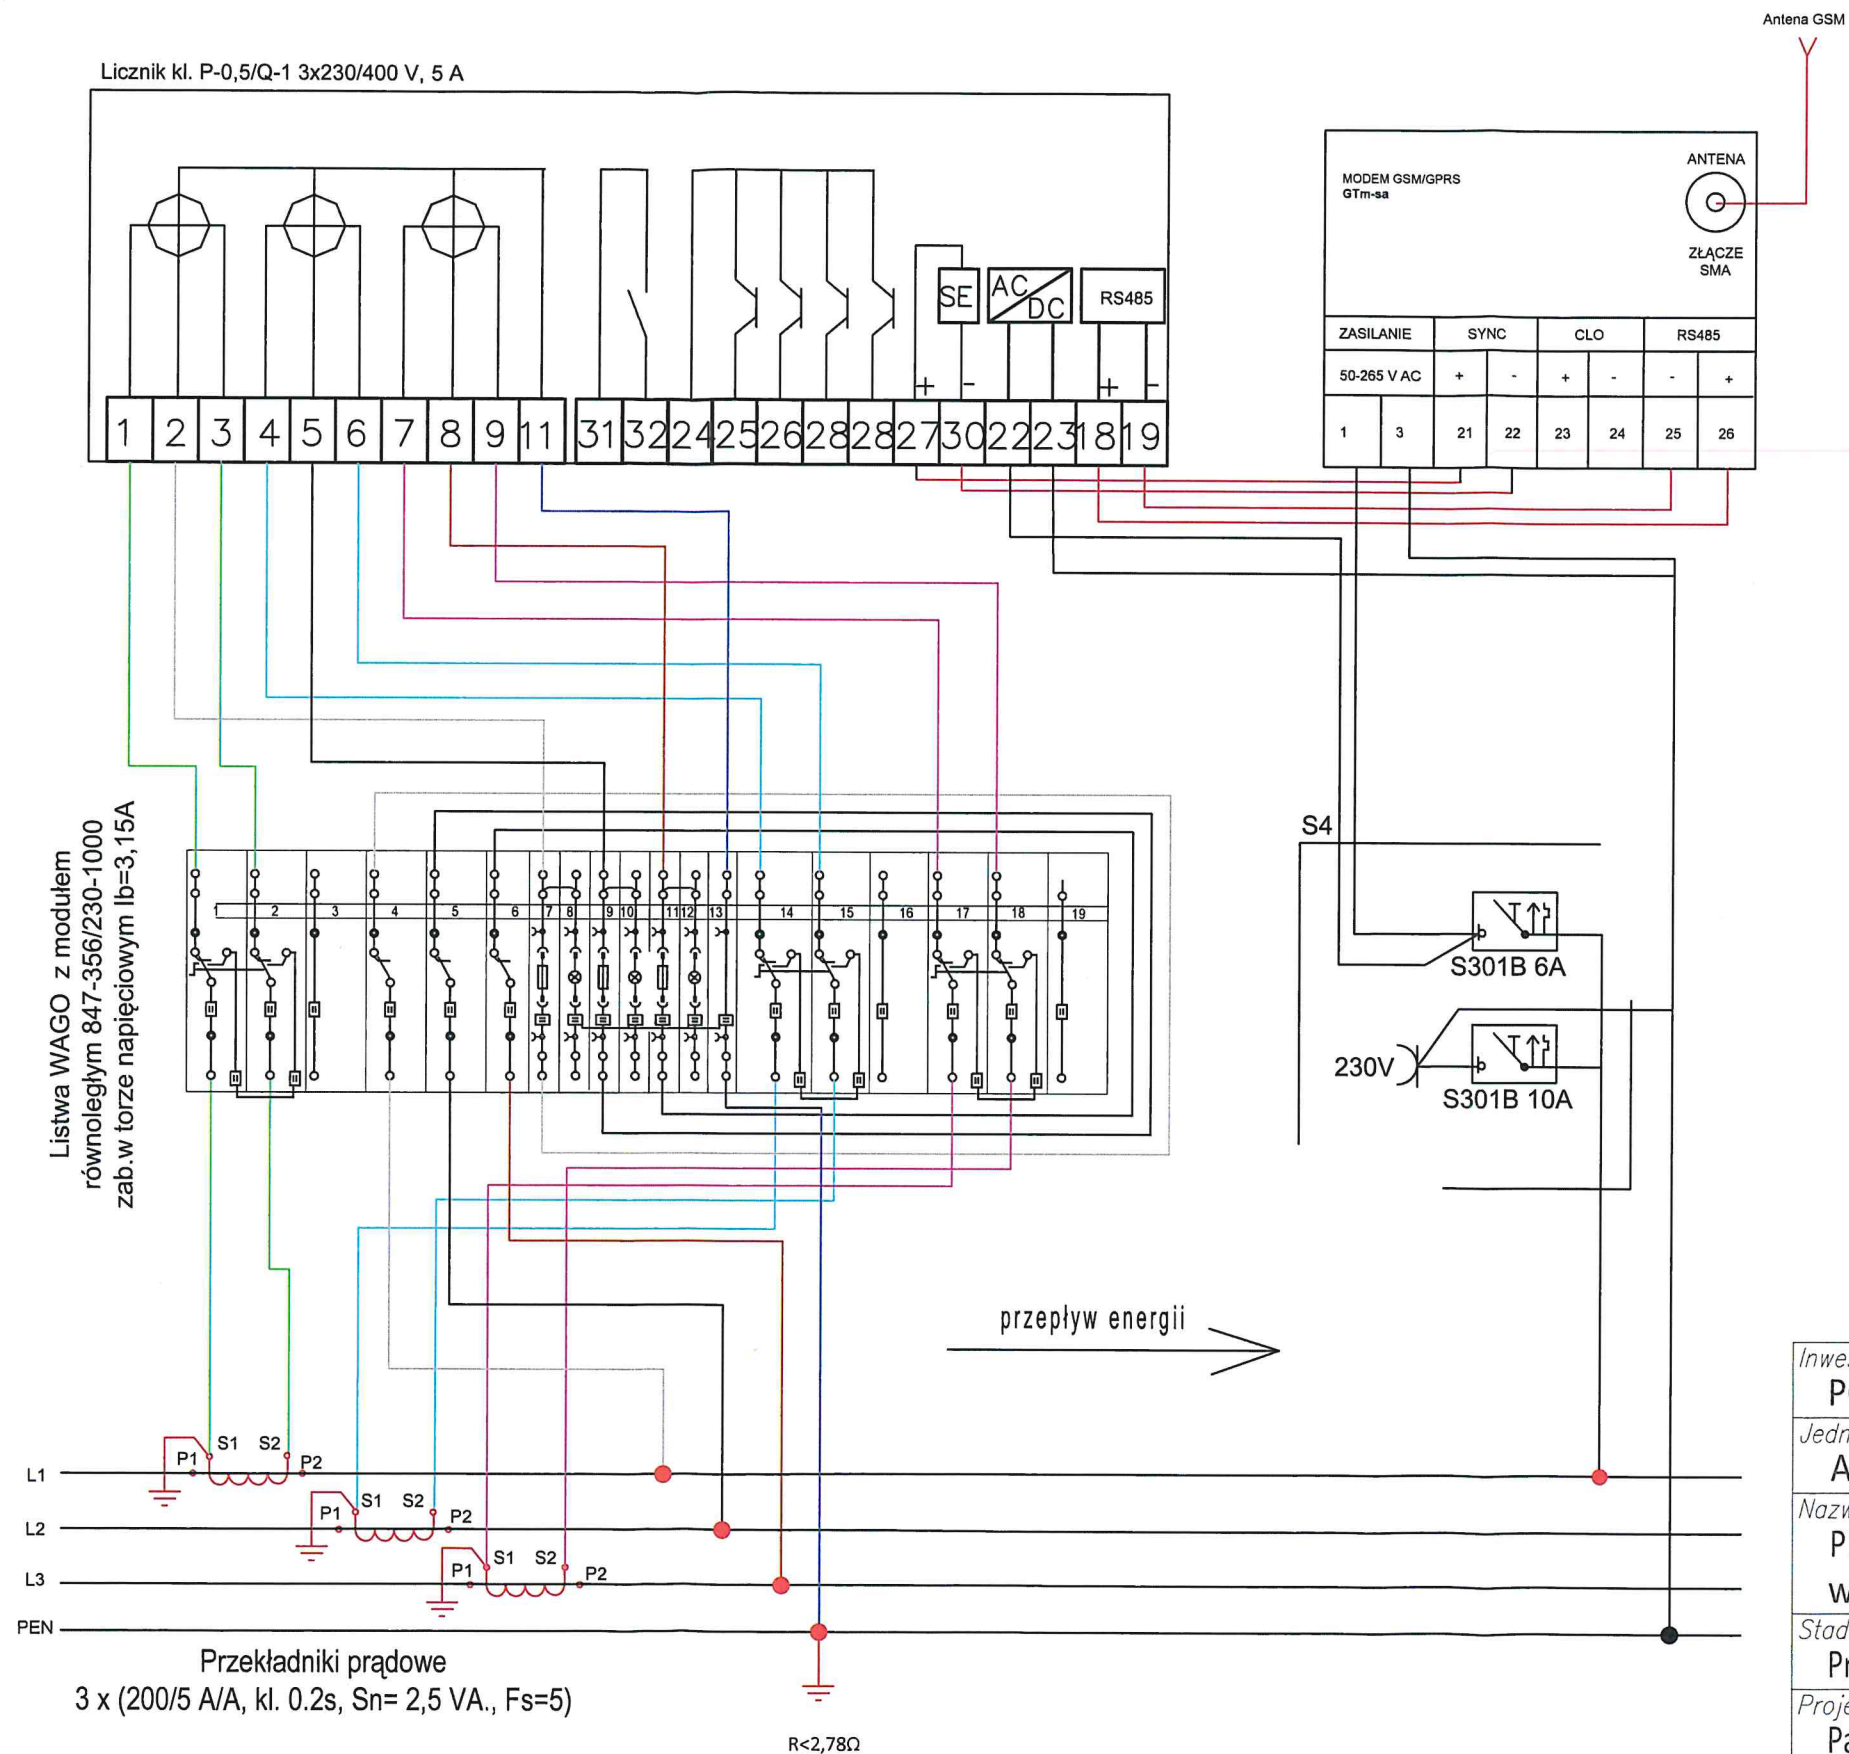 Antena GSM
Licznik kl. P-0,5/Q-1 3x230/400 V, 5 A
SE
AC
DC
RS485
+ - + -
1 2 3 4 5 6 7 8 9 11 31 32 24 25 26 28 28 27 30 22 23 18 19
MODEM GSM/GPRS
GTm-sa
ANTENA
ZŁĄCZE
SMA
ZASILANIE SYNC CLO RS485
50-265 V AC + - + - - +
1 3 21 22 23 24 25 26
Listwa WAGO z modułem
równoległym 847-356/230-1000
zab.w torze napięciowym Ib=3,15A
1 2 3 4 5 6 7 8 9 10 11 12 13 14 15 16 17 18 19
S4
S301B 6A
230V
S301B 10A
przepływ energii
P1 S1 S2 P2
L1
P1 S1 S2 P2
L2
P1 S1 S2 P2
L3
PEN
Przekładniki prądowe
3 x (200/5 A/A, kl. 0.2s, Sn= 2,5 VA., Fs=5)
R<2,78Ω
Inwe
P
Jedn
A
Nazw
P
w
Stad
Pr
Proje
Pa